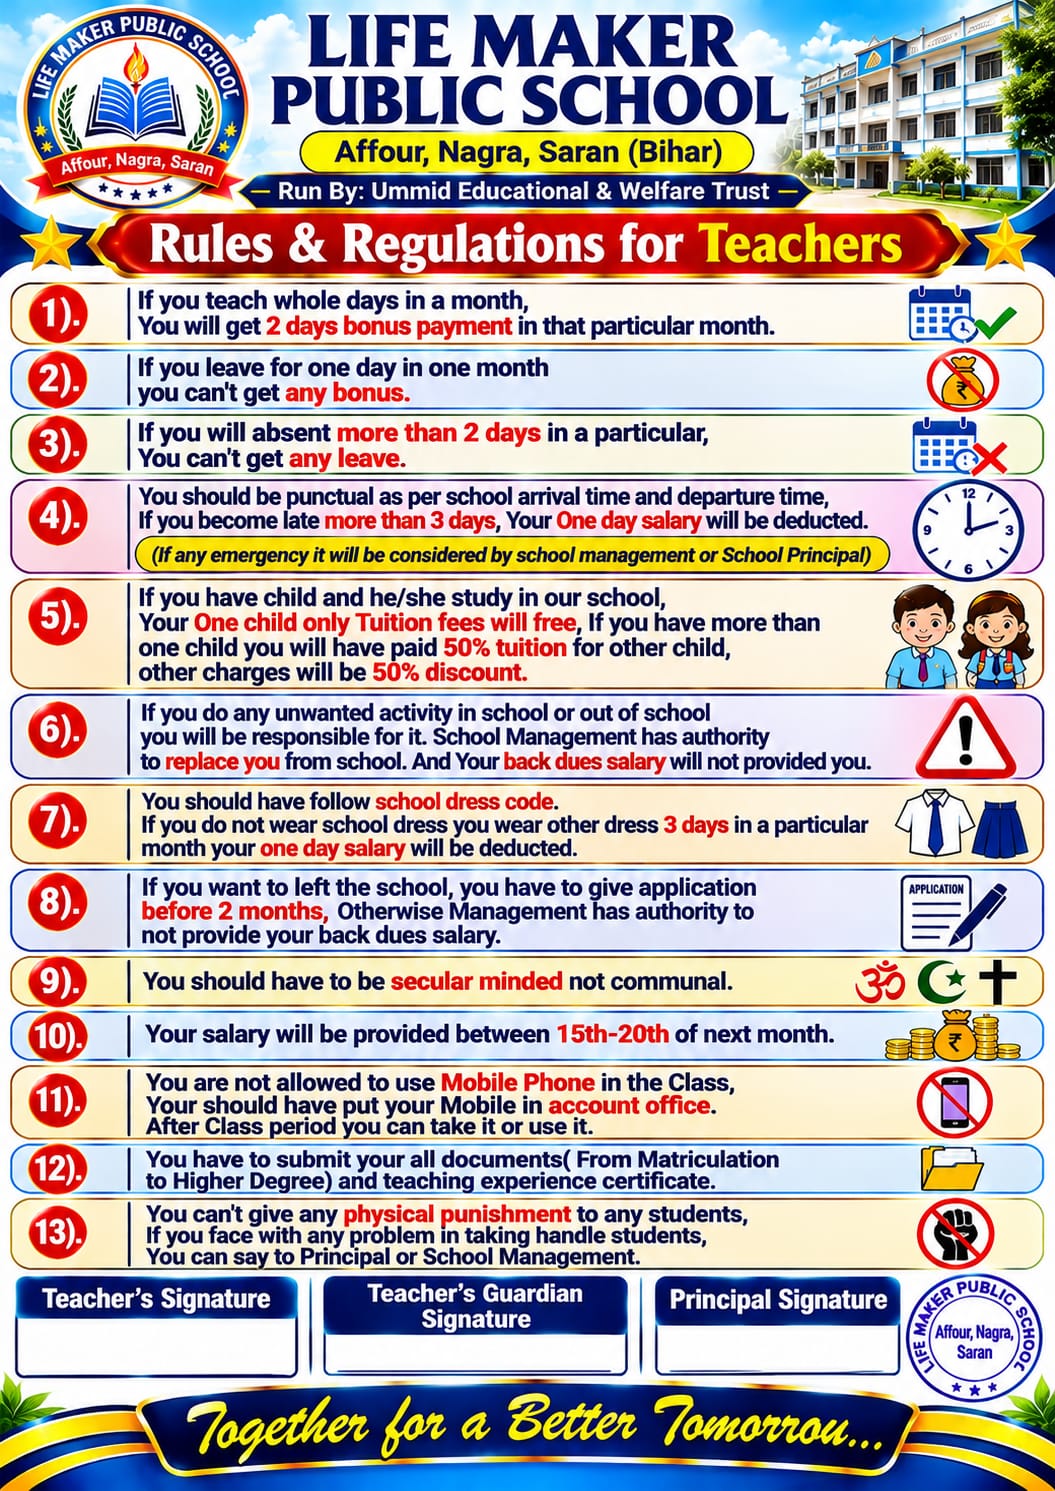 LIFE MAKER PUBLIC SCHOOL
Affour, Nagra, Saran
LIFE MAKER
PUBLIC SCHOOL
Affour, Nagra, Saran (Bihar)
Run By: Ummid Educational & Welfare Trust
Rules & Regulations for Teachers
1). If you teach whole days in a month,
You will get 2 days bonus payment in that particular month.
2). If you leave for one day in one month
you can't get any bonus.
3). If you will absent more than 2 days in a particular,
You can't get any leave.
4). You should be punctual as per school arrival time and departure time,
If you become late more than 3 days, Your One day salary will be deducted.
(If any emergency it will be considered by school management or School Principal)
12
3
6
9
5). If you have child and he/she study in our school,
Your One child only Tuition fees will free, If you have more than
one child you will have paid 50% tuition for other child,
other charges will be 50% discount.
6). If you do any unwanted activity in school or out of school
you will be responsible for it. School Management has authority
to replace you from school. And Your back dues salary will not provided you.
7). You should have follow school dress code.
If you do not wear school dress you wear other dress 3 days in a particular
month your one day salary will be deducted.
8). If you want to left the school, you have to give application
before 2 months, Otherwise Management has authority to
not provide your back dues salary.
APPLICATION
9). You should have to be secular minded not communal.
ॐ
10). Your salary will be provided between 15th-20th of next month.
₹
11). You are not allowed to use Mobile Phone in the Class,
Your should have put your Mobile in account office.
After Class period you can take it or use it.
12). You have to submit your all documents( From Matriculation
to Higher Degree) and teaching experience certificate.
13). You can't give any physical punishment to any students,
If you face with any problem in taking handle students,
You can say to Principal or School Management.
Teacher's Signature
Teacher's Guardian
Signature
Principal Signature
LIFE MAKER PUBLIC SCHOOL
Affour, Nagra,
Saran
Together for a Better Tomorrou...